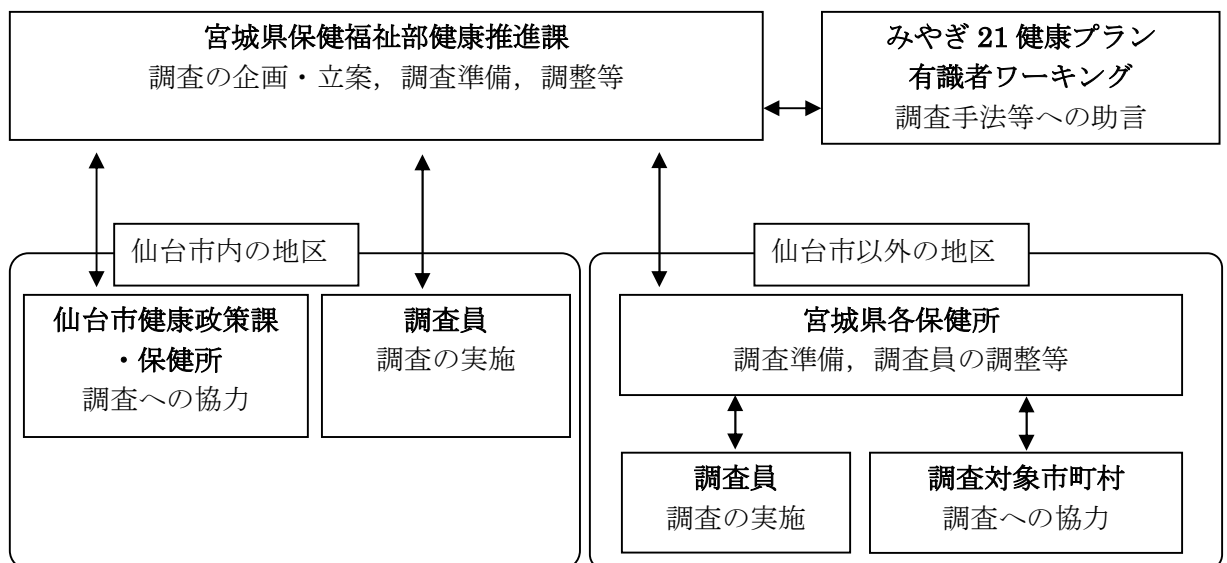 宮城県保健福祉部健康推進課
調査の企画・立案，調査準備，調整等
みやぎ 21 健康プラン
有識者ワーキング
調査手法等への助言
仙台市内の地区
仙台市健康政策課
・保健所
調査への協力
調査員
調査の実施
仙台市以外の地区
宮城県各保健所
調査準備，調査員の調整等
調査員
調査の実施
調査対象市町村
調査への協力